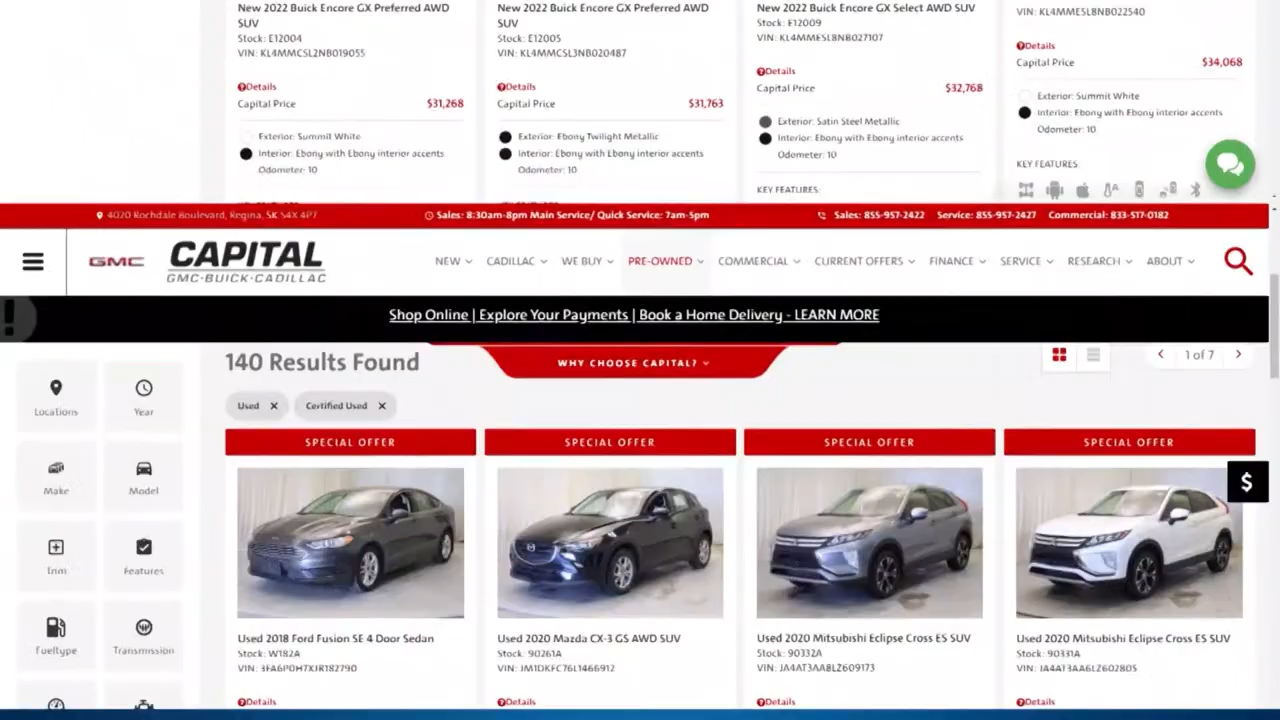 New 2022 Buick Encore GX Preferred AWD SUV
Stock: E12004
VIN: KL4MMCSL2NB019055
Details
Capital Price $31,268
Exterior: Summit White
Interior: Ebony with Ebony interior accents
Odometer: 10
New 2022 Buick Encore GX Preferred AWD SUV
Stock: E12005
VIN: KL4MMCSL3NB020487
Details
Capital Price $31,763
Exterior: Ebony Twilight Metallic
Interior: Ebony with Ebony interior accents
Odometer: 10
New 2022 Buick Encore GX Select AWD SUV
Stock: E12009
VIN: KL4MMESL8NB027107
Details
Capital Price $32,768
Exterior: Satin Steel Metallic
Interior: Ebony with Ebony interior accents
Odometer: 10
KEY FEATURES:
VIN: KL4MMESL8NB022540
Details
Capital Price $34,068
Exterior: Summit White
Interior: Ebony with Ebony interior accents
Odometer: 10
KEY FEATURES:
4020 Rochdale Boulevard, Regina, SK S4X 4P7
Sales: 8:30am-8pm Main Service/ Quick Service: 7am-5pm
Sales: 855-957-2422 Service: 855-957-2427 Commercial: 833-517-0182
GMC
CAPITAL
GMC·BUICK·CADILLAC
NEW CADILLAC WE BUY PRE-OWNED COMMERCIAL CURRENT OFFERS FINANCE SERVICE RESEARCH ABOUT
Shop Online | Explore Your Payments | Book a Home Delivery - LEARN MORE
140 Results Found
WHY CHOOSE CAPITAL?
1 of 7
Used ✕ Certified Used ✕
Locations
Year
Make
Model
Trim
Features
Fueltype
Transmission
SPECIAL OFFER
Used 2018 Ford Fusion SE 4 Door Sedan
Stock: W182A
VIN: 3FA6P0H7XJR182790
Details
SPECIAL OFFER
Used 2020 Mazda CX-3 GS AWD SUV
Stock: 90261A
VIN: JM1DKFC76L1466912
Details
SPECIAL OFFER
Used 2020 Mitsubishi Eclipse Cross ES SUV
Stock: 90332A
VIN: JA4AT3AA8LZ609173
Details
SPECIAL OFFER
Used 2020 Mitsubishi Eclipse Cross ES SUV
Stock: 90331A
VIN: JA4AT3AA6LZ602805
Details
$